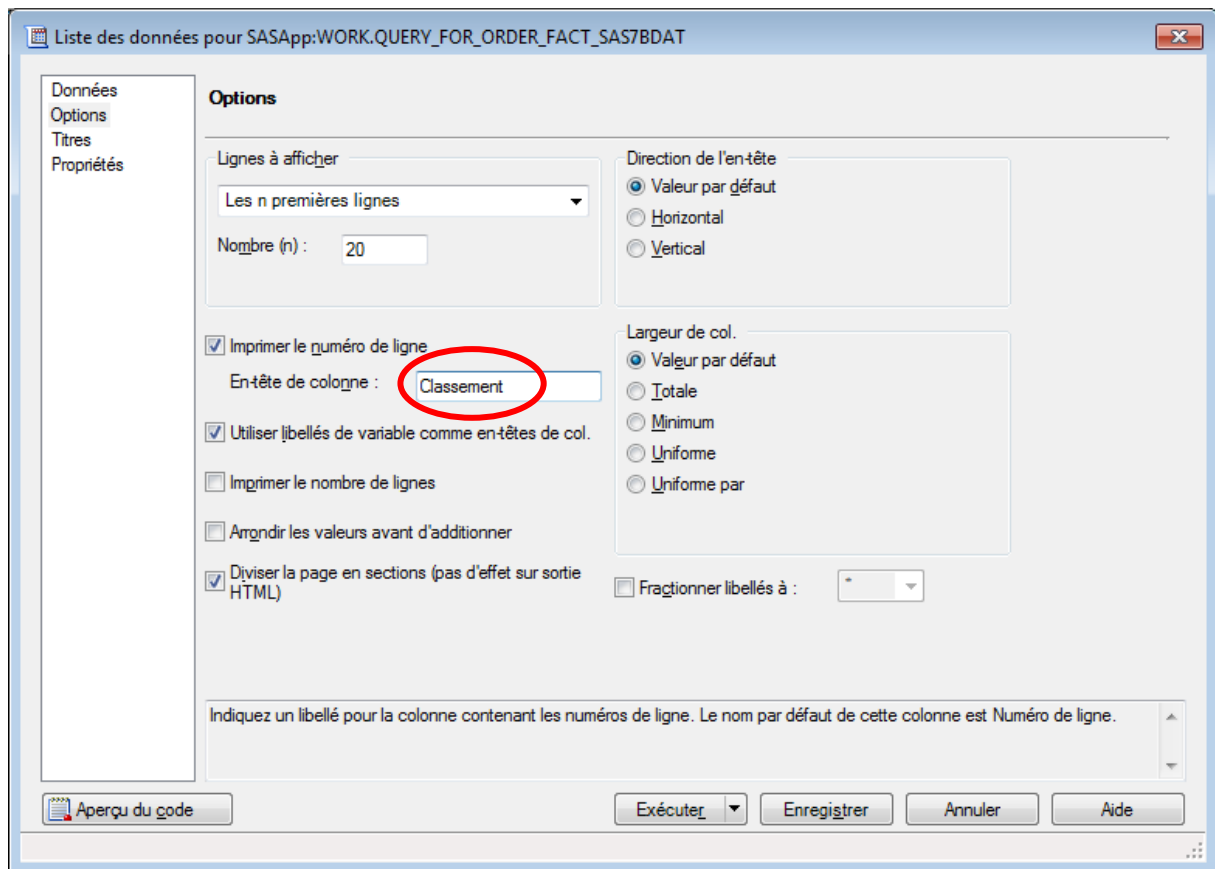 Liste des données pour SASApp:WORK.QUERY_FOR_ORDER_FACT_SAS7BDAT
Données
Options
Titres
Propriétés
Options
Lignes à afficher
Les n premières lignes
Nombre (n) :
20
Direction de l'en-tête
Valeur par défaut
Horizontal
Vertical
Imprimer le numéro de ligne
En-tête de colonne :
Classement
Utiliser libellés de variable comme en-têtes de col.
Imprimer le nombre de lignes
Arrondir les valeurs avant d'additionner
Diviser la page en sections (pas d'effet sur sortie
HTML)
Largeur de col.
Valeur par défaut
Totale
Minimum
Uniforme
Uniforme par
Fractionner libellés à :
*
Indiquez un libellé pour la colonne contenant les numéros de ligne. Le nom par défaut de cette colonne est Numéro de ligne.
Aperçu du code
Exécuter
Enregistrer
Annuler
Aide